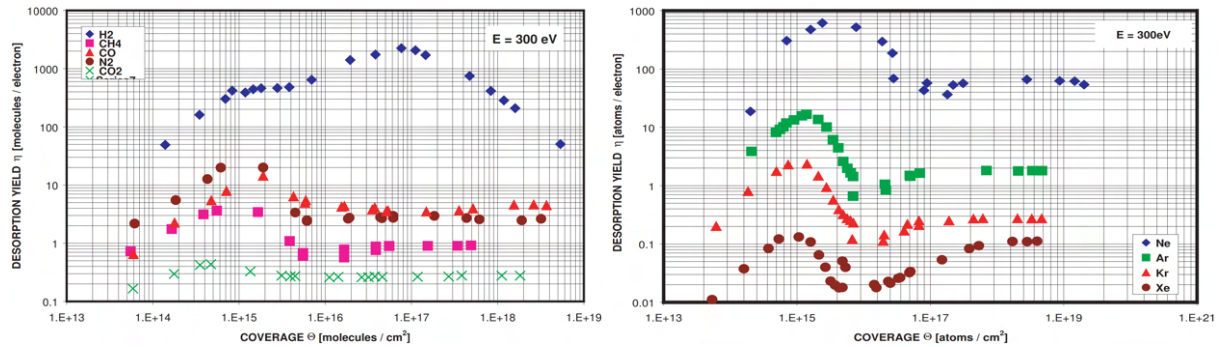 10000
1000
100
10
1
0.1
DESORPTION YIELD η [molecules / electron]
H2
CH4
CO
N2
CO2
E = 300 eV
1.E+13
1.E+14
1.E+15
1.E+16
1.E+17
1.E+18
1.E+19
COVERAGE Θ [molecules / cm²]
1000
100
10
1
0.1
0.01
DESORPTION YIELD η [atoms / electron]
E = 300eV
Ne
Ar
Kr
Xe
1.E+13
1.E+15
1.E+17
1.E+19
1.E+21
COVERAGE Θ [atoms / cm²]